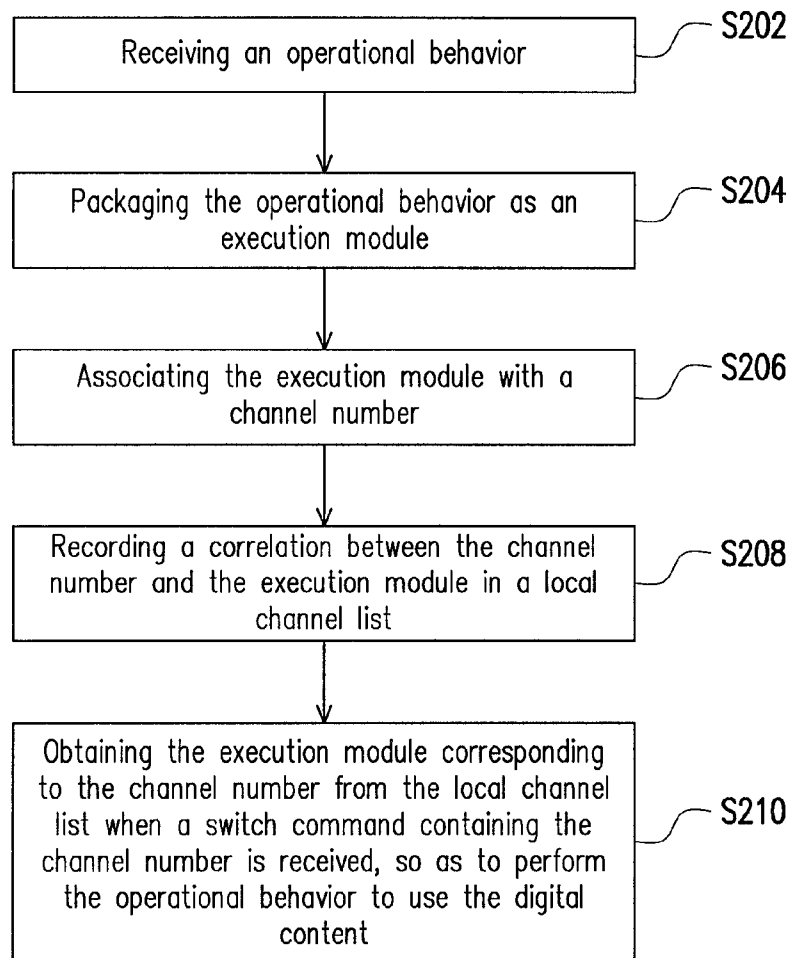 Receiving an operational behavior
S202
Packaging the operational behavior as an
execution module
S204
Associating the execution module with a
channel number
S206
Recording a correlation between the channel
number and the execution module in a local
channel list
S208
Obtaining the execution module corresponding
to the channel number from the local channel
list when a switch command containing the
channel number is received, so as to perform
the operational behavior to use the digital
content
S210